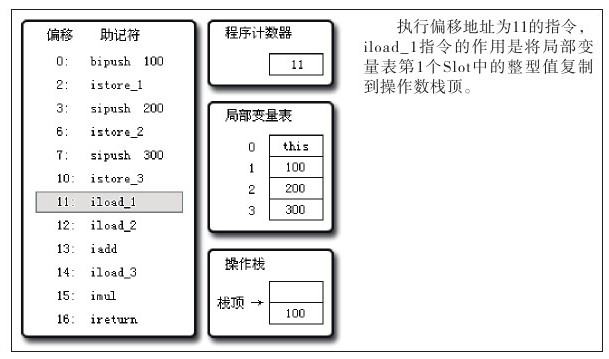 偏移 助记符
0: bipush 100
2: istore_1
3: sipush 200
6: istore_2
7: sipush 300
10: istore_3
11: iload_1
12: iload_2
13: iadd
14: iload_3
15: imul
16: ireturn
程序计数器
11
局部变量表
0 this
1 100
2 200
3 300
操作栈
栈顶 →
100
执行偏移地址为11的指令，
iload_1指令的作用是将局部变
量表第1个Slot中的整型值复制
到操作数栈顶。